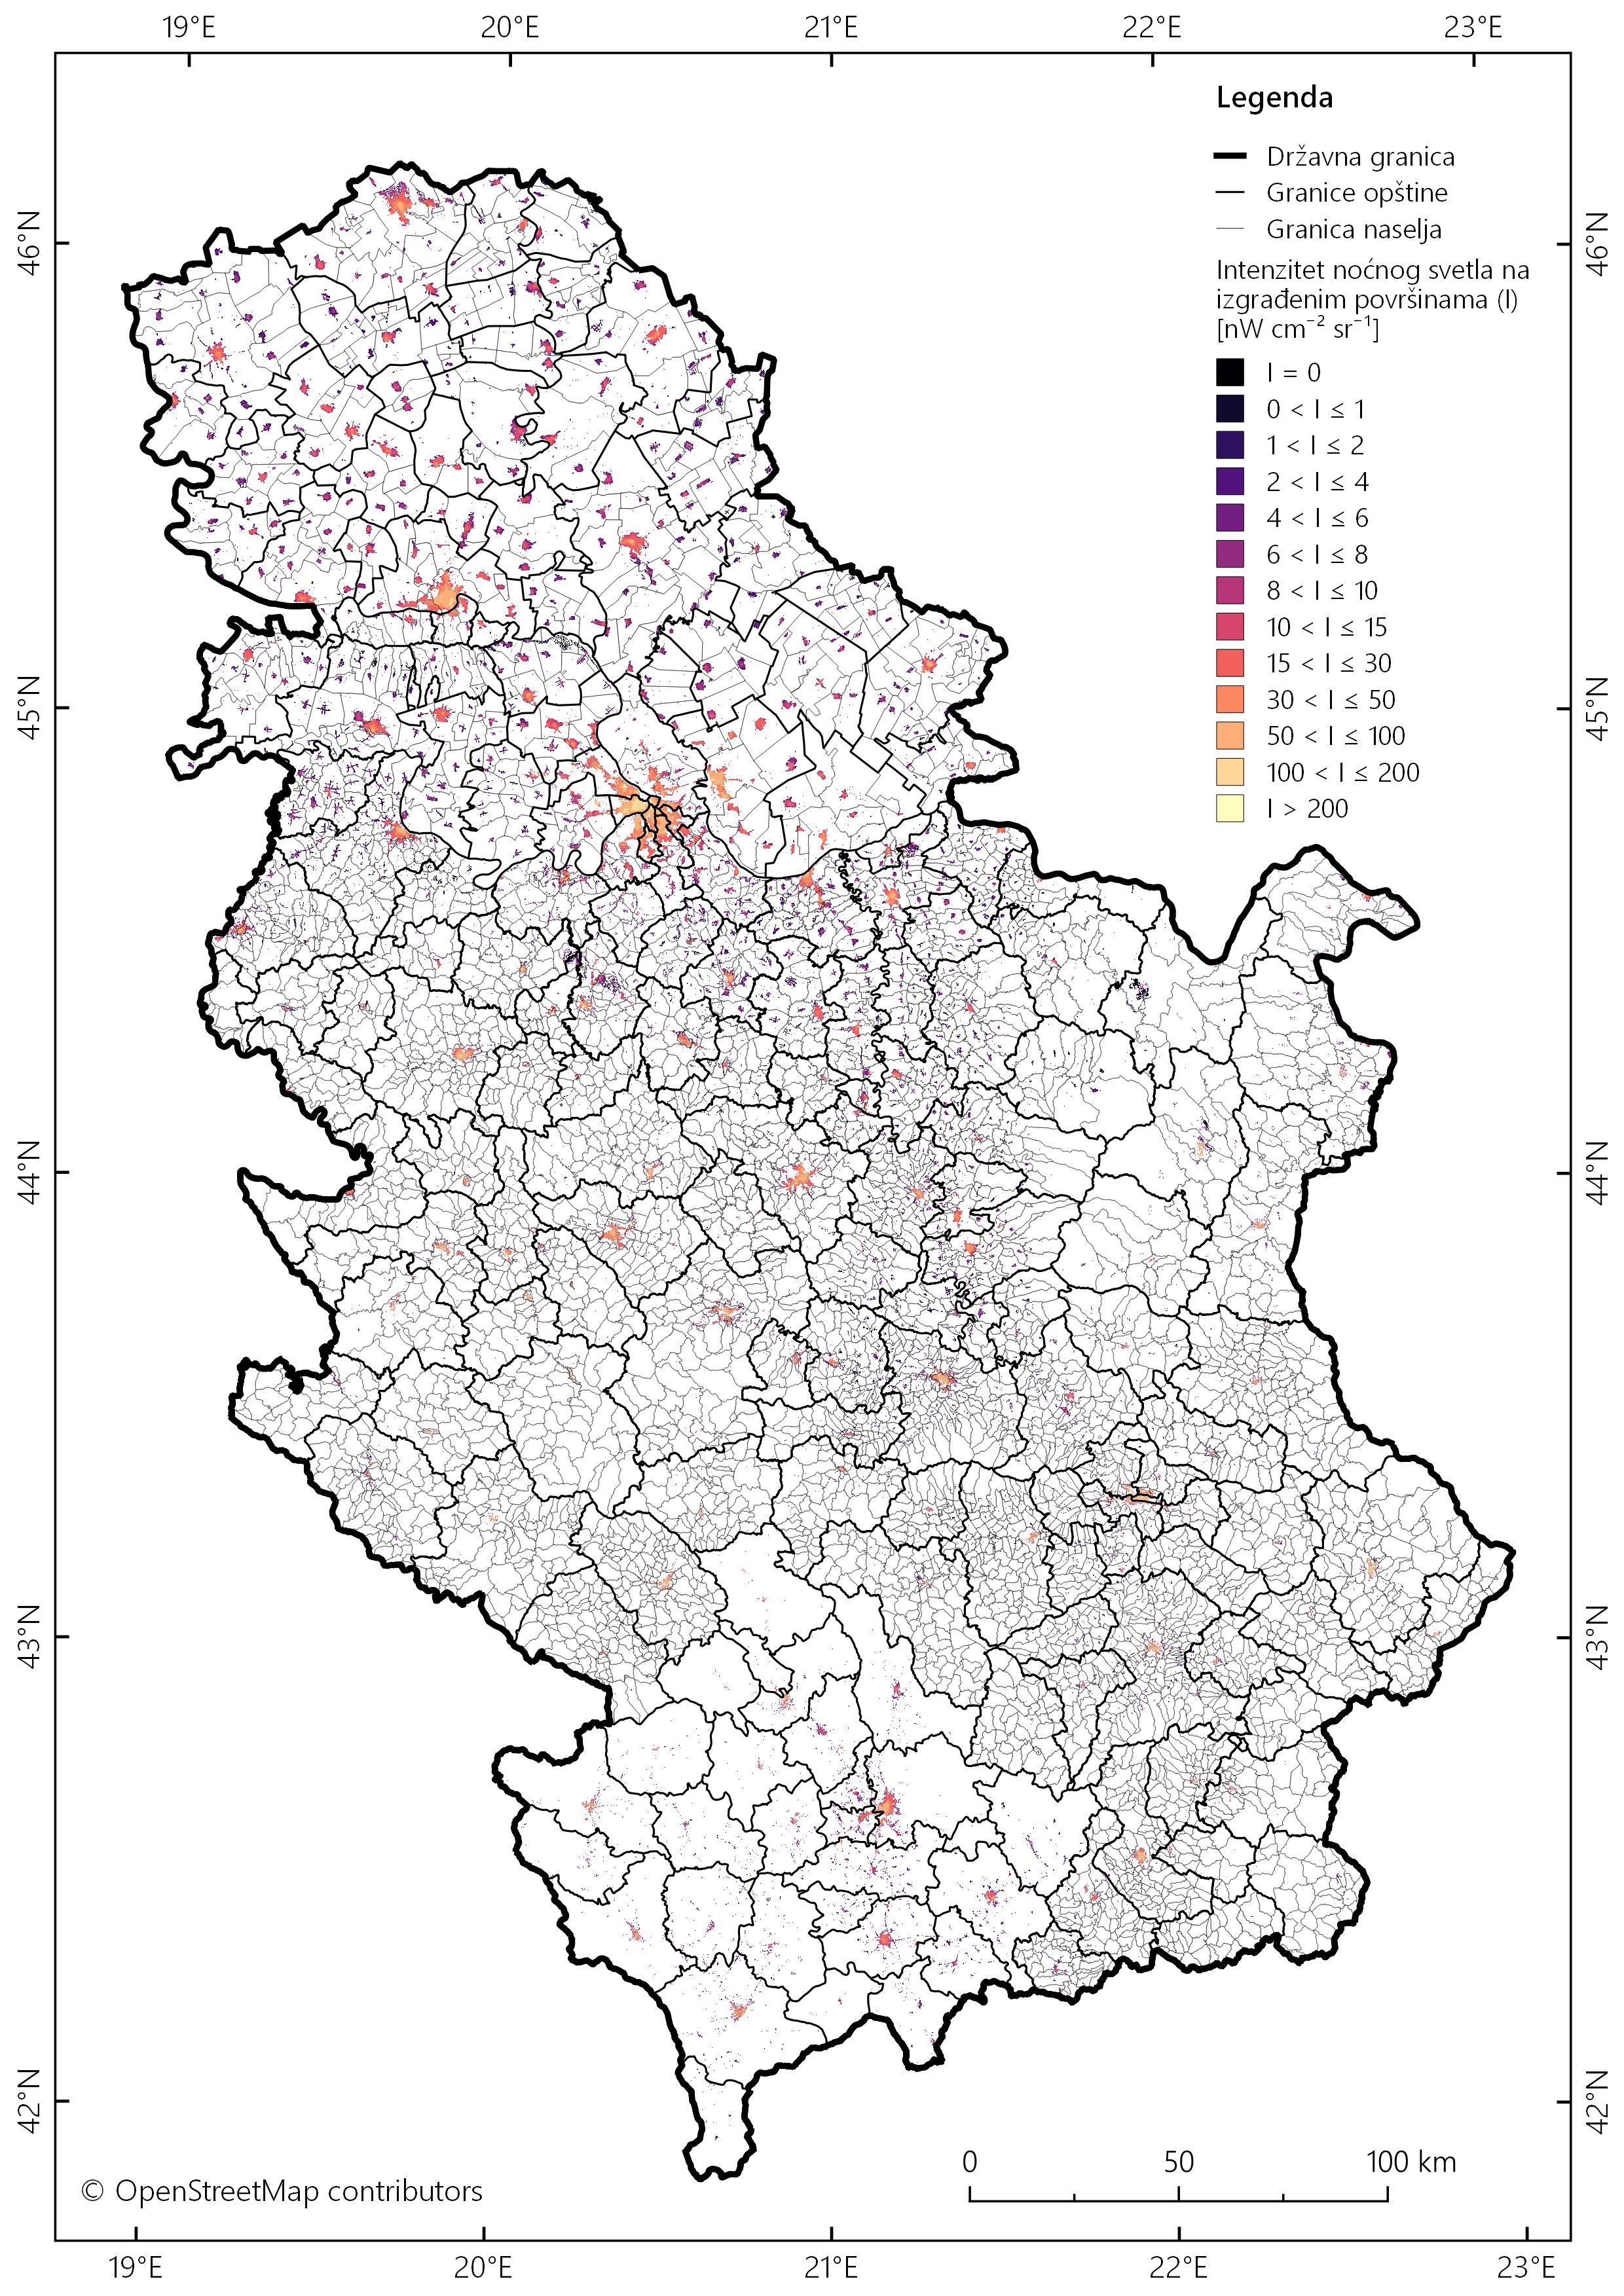 19°E 20°E 21°E 22°E 23°E
Legenda
Državna granica
Granice opštine
Granica naselja
Intenzitet noćnog svetla na
izgrađenim površinama (I)
[nW cm⁻² sr⁻¹]
I = 0
0 < I ≤ 1
1 < I ≤ 2
2 < I ≤ 4
4 < I ≤ 6
6 < I ≤ 8
8 < I ≤ 10
10 < I ≤ 15
15 < I ≤ 30
30 < I ≤ 50
50 < I ≤ 100
100 < I ≤ 200
I > 200
46°N 46°N
45°N 45°N
44°N 44°N
43°N 43°N
42°N 42°N
0 50 100 km
© OpenStreetMap contributors
19°E 20°E 21°E 22°E 23°E